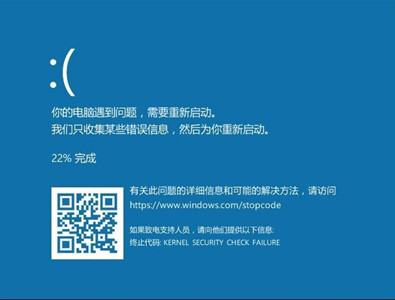 :(
你的电脑遇到问题，需要重新启动。
我们只收集某些错误信息，然后为你重新启动。
22% 完成
有关此问题的详细信息和可能的解决方法，请访问
https://www.windows.com/stopcode
如果致电支持人员，请向他们提供以下信息:
终止代码: KERNEL SECURITY CHECK FAILURE